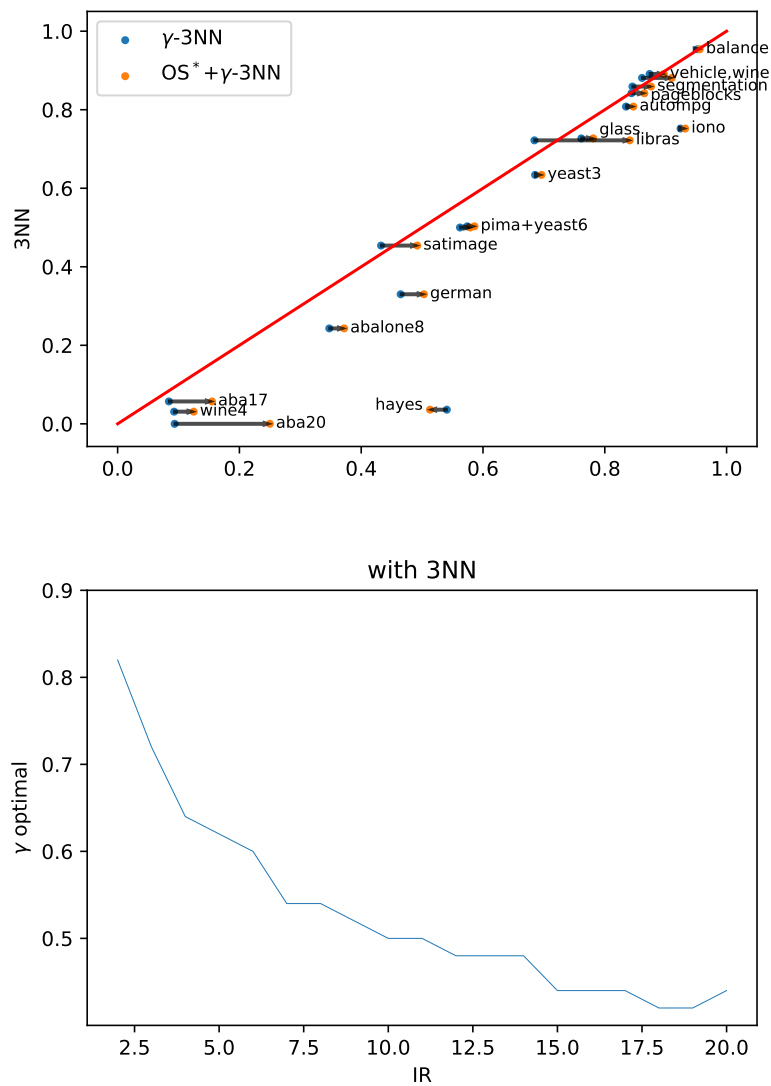 γ-3NN
OS*+γ-3NN
1.0
0.8
0.6
0.4
0.2
0.0
3NN
balance
vehicle,wine
segmentation
pageblocks
autompg
iono
glass
libras
yeast3
pima+yeast6
satimage
german
abalone8
hayes
aba17
wine4
aba20
0.0 0.2 0.4 0.6 0.8 1.0
with 3NN
0.9
0.8
0.7
0.6
0.5
γ optimal
2.5 5.0 7.5 10.0 12.5 15.0 17.5 20.0
IR